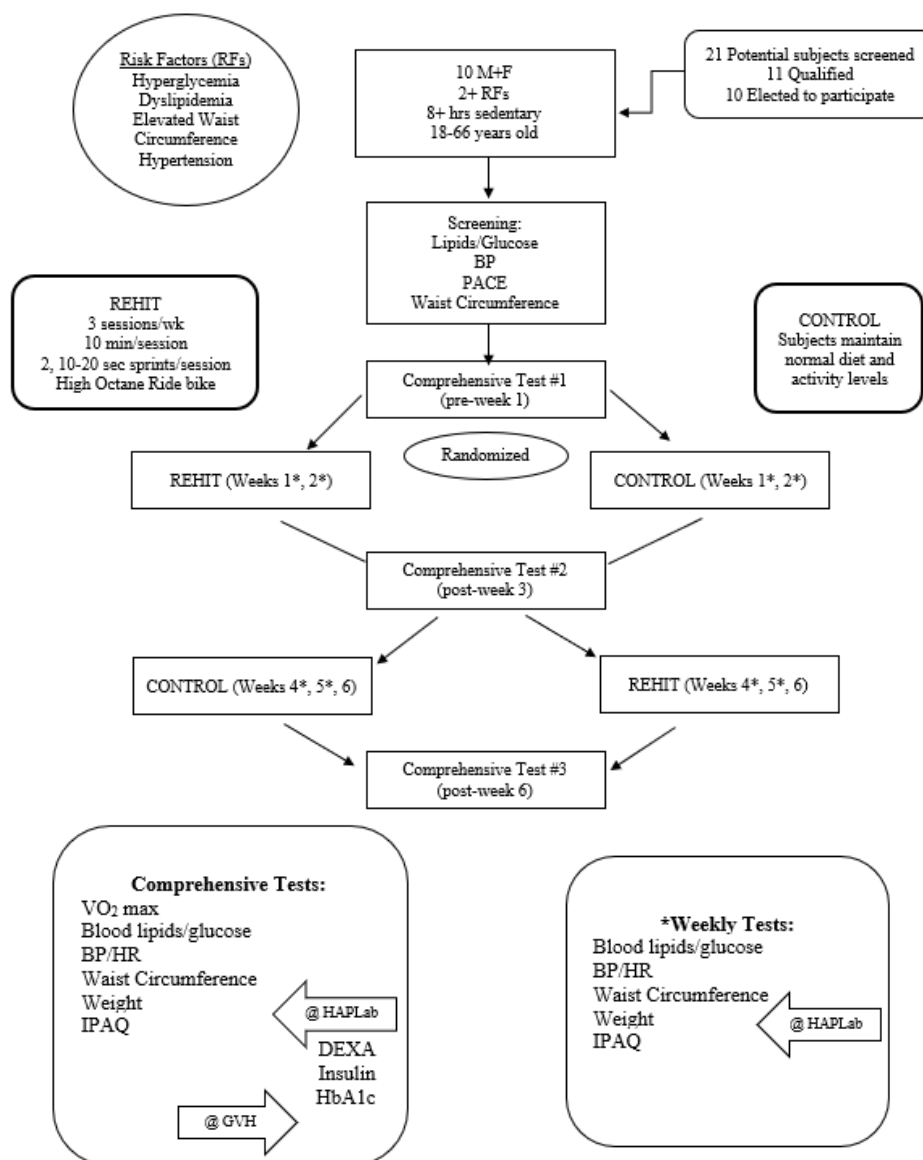 Risk Factors (RFs)
Hyperglycemia
Dyslipidemia
Elevated Waist
Circumference
Hypertension
10 M+F
2+ RFs
8+ hrs sedentary
18-66 years old
21 Potential subjects screened
11 Qualified
10 Elected to participate
Screening:
Lipids/Glucose
BP
PACE
Waist Circumference
REHIT
3 sessions/wk
10 min/session
2, 10-20 sec sprints/session
High Octane Ride bike
CONTROL
Subjects maintain
normal diet and
activity levels
Comprehensive Test #1
(pre-week 1)
Randomized
REHIT (Weeks 1*, 2*)
CONTROL (Weeks 1*, 2*)
Comprehensive Test #2
(post-week 3)
CONTROL (Weeks 4*, 5*, 6)
REHIT (Weeks 4*, 5*, 6)
Comprehensive Test #3
(post-week 6)
Comprehensive Tests:
VO₂ max
Blood lipids/glucose
BP/HR
Waist Circumference
Weight
IPAQ
@ HAPLab
DEXA
Insulin
HbA1c
@ GVH
*Weekly Tests:
Blood lipids/glucose
BP/HR
Waist Circumference
Weight
IPAQ
@ HAPLab